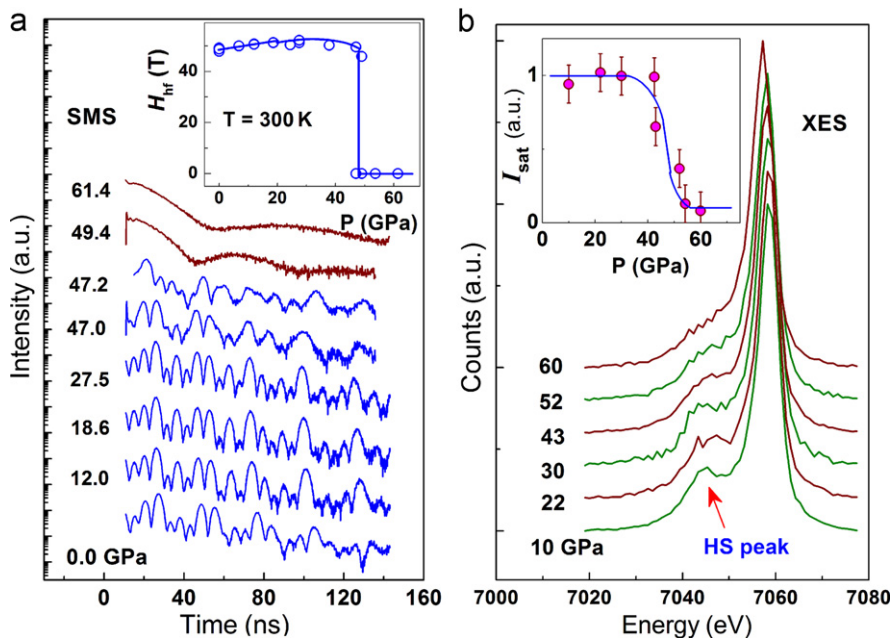 a
SMS
H_hf (T)
40
20
0
T = 300 K
0 20 40 60
P (GPa)
61.4
49.4
47.2
47.0
27.5
18.6
12.0
0.0 GPa
Intensity (a.u.)
0 40 80 120 160
Time (ns)
b
XES
I_sat (a.u.)
1
0
0 20 40 60
P (GPa)
60
52
43
30
22
10 GPa
HS peak
Counts (a.u.)
7000 7020 7040 7060 7080
Energy (eV)